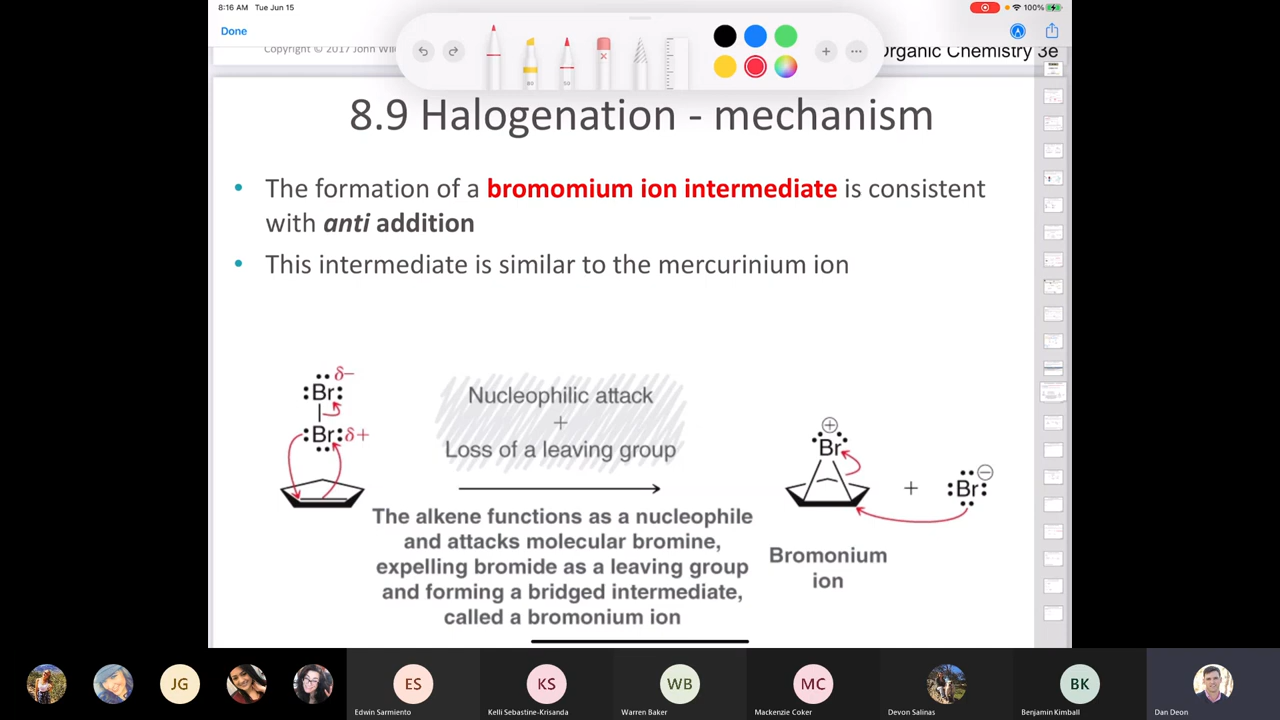 8:16 AM Tue Jun 15
100%
Done
Copyright © 2017 John
Organic Chemistry 3e
8.9 Halogenation - mechanism
• The formation of a bromomium ion intermediate is consistent
with anti addition
• This intermediate is similar to the mercurinium ion
:Br: δ−
:Br: δ+
Nucleophilic attack
+
Loss of a leaving group
The alkene functions as a nucleophile
and attacks molecular bromine,
expelling bromide as a leaving group
and forming a bridged intermediate,
called a bromonium ion
⊕
Br
+
:Br: ⊖
Bromonium
ion
JG
ES
KS
WB
MC
BK
Edwin Sarmiento
Kelli Sebastine-Krisanda
Warren Baker
Mackenzie Coker
Devon Salinas
Benjamin Kimball
Dan Deon